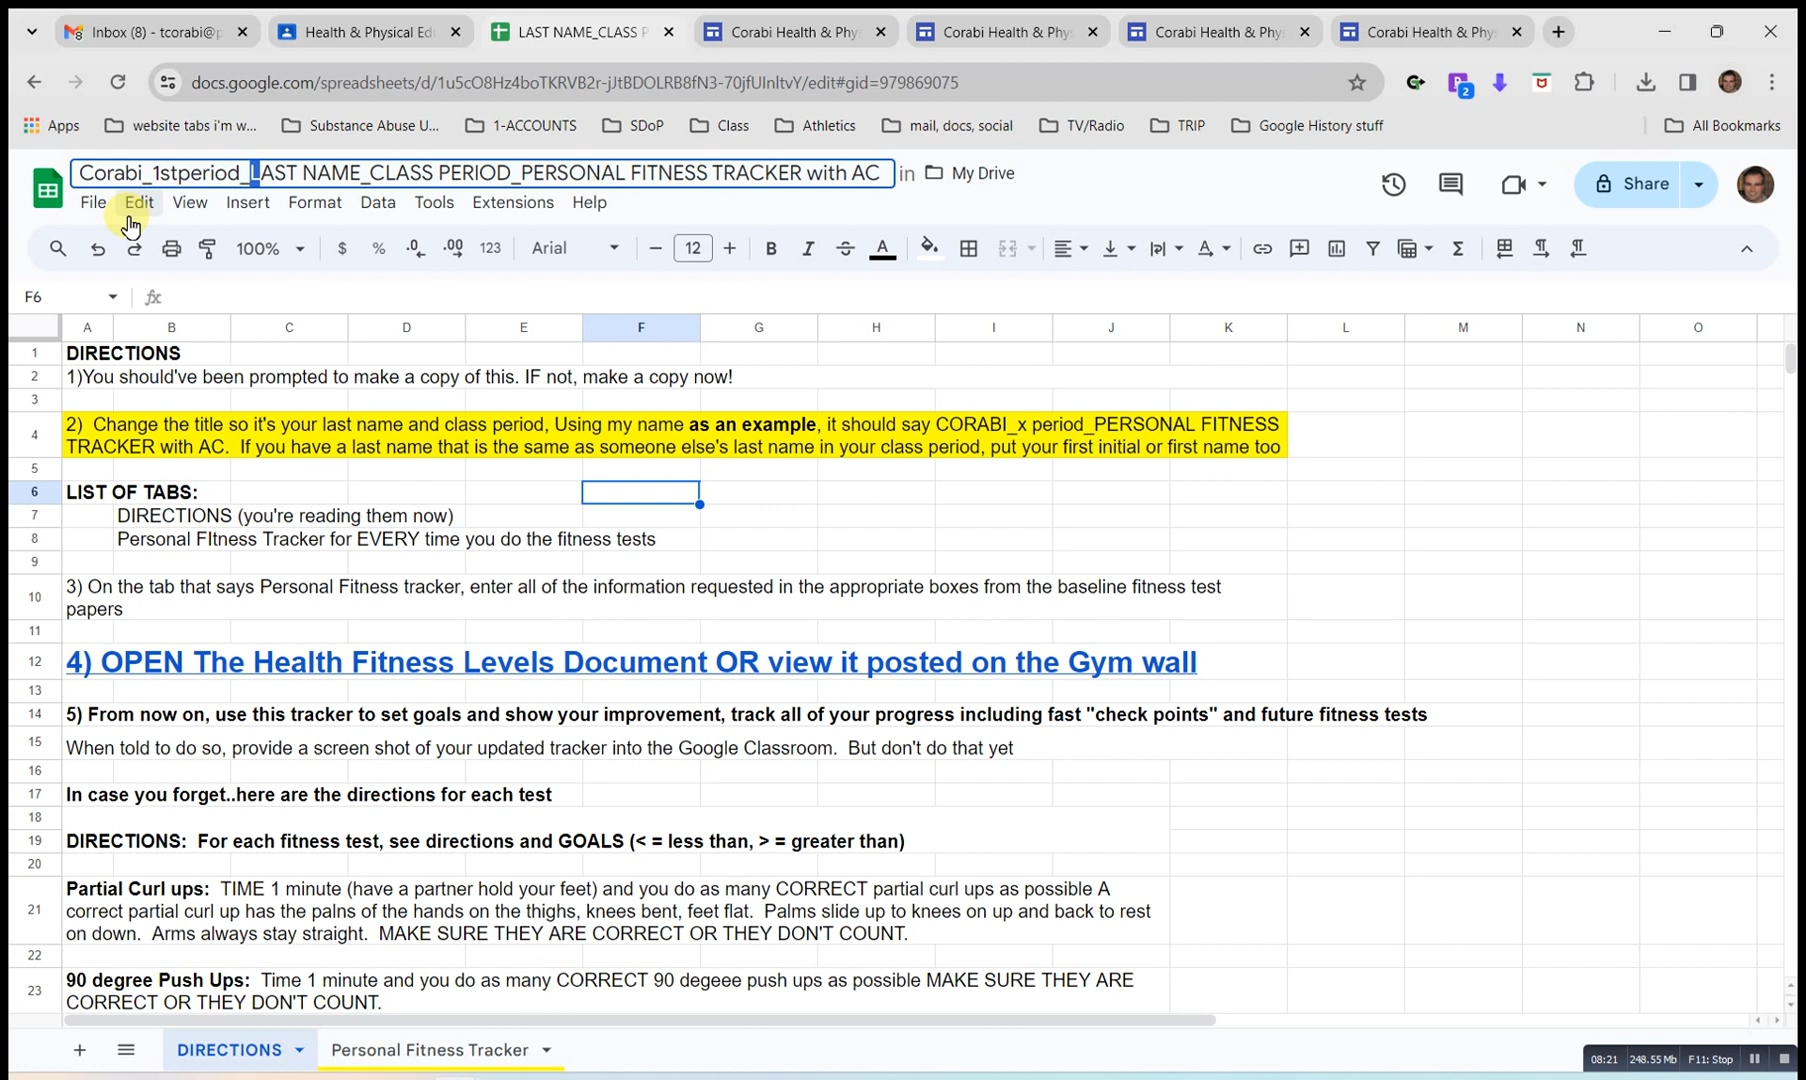 Inbox (8) - tcorabi@p
Health & Physical Edu
LAST NAME_CLASS P
Corabi Health & Phy
Corabi Health & Phy
Corabi Health & Phy
Corabi Health & Phy
docs.google.com/spreadsheets/d/1u5cO8Hz4boTKRVB2r-jJtBDOLRB8fN3-70jfUInltvY/edit#gid=979869075
2
Apps
website tabs i'm w...
Substance Abuse U...
1-ACCOUNTS
SDoP
Class
Athletics
mail, docs, social
TV/Radio
TRIP
Google History stuff
All Bookmarks
Corabi_1stperiod_LAST NAME_CLASS PERIOD_PERSONAL FITNESS TRACKER with AC in My Drive
Share
File Edit View Insert Format Data Tools Extensions Help
100% $ % .0 .00 123 Arial 12 B I S A
F6 fx
A B C D E F G H I J K L M N O
1 DIRECTIONS
2 1)You should've been prompted to make a copy of this. IF not, make a copy now!
3
4 2) Change the title so it's your last name and class period, Using my name as an example, it should say CORABI_x period_PERSONAL FITNESS
TRACKER with AC. If you have a last name that is the same as someone else's last name in your class period, put your first initial or first name too
5
6 LIST OF TABS:
7 DIRECTIONS (you're reading them now)
8 Personal FItness Tracker for EVERY time you do the fitness tests
9
10 3) On the tab that says Personal Fitness tracker, enter all of the information requested in the appropriate boxes from the baseline fitness test
papers
11
12 4) OPEN The Health Fitness Levels Document OR view it posted on the Gym wall
13
14 5) From now on, use this tracker to set goals and show your improvement, track all of your progress including fast "check points" and future fitness tests
15 When told to do so, provide a screen shot of your updated tracker into the Google Classroom. But don't do that yet
16
17 In case you forget..here are the directions for each test
18
19 DIRECTIONS: For each fitness test, see directions and GOALS (< = less than, > = greater than)
20
21 Partial Curl ups: TIME 1 minute (have a partner hold your feet) and you do as many CORRECT partial curl ups as possible A
correct partial curl up has the palns of the hands on the thighs, knees bent, feet flat. Palms slide up to knees on up and back to rest
on down. Arms always stay straight. MAKE SURE THEY ARE CORRECT OR THEY DON'T COUNT.
22
23 90 degree Push Ups: Time 1 minute and you do as many CORRECT 90 degeee push ups as possible MAKE SURE THEY ARE
CORRECT OR THEY DON'T COUNT.
DIRECTIONS
Personal Fitness Tracker
08:21 248.55 Mb F11: Stop